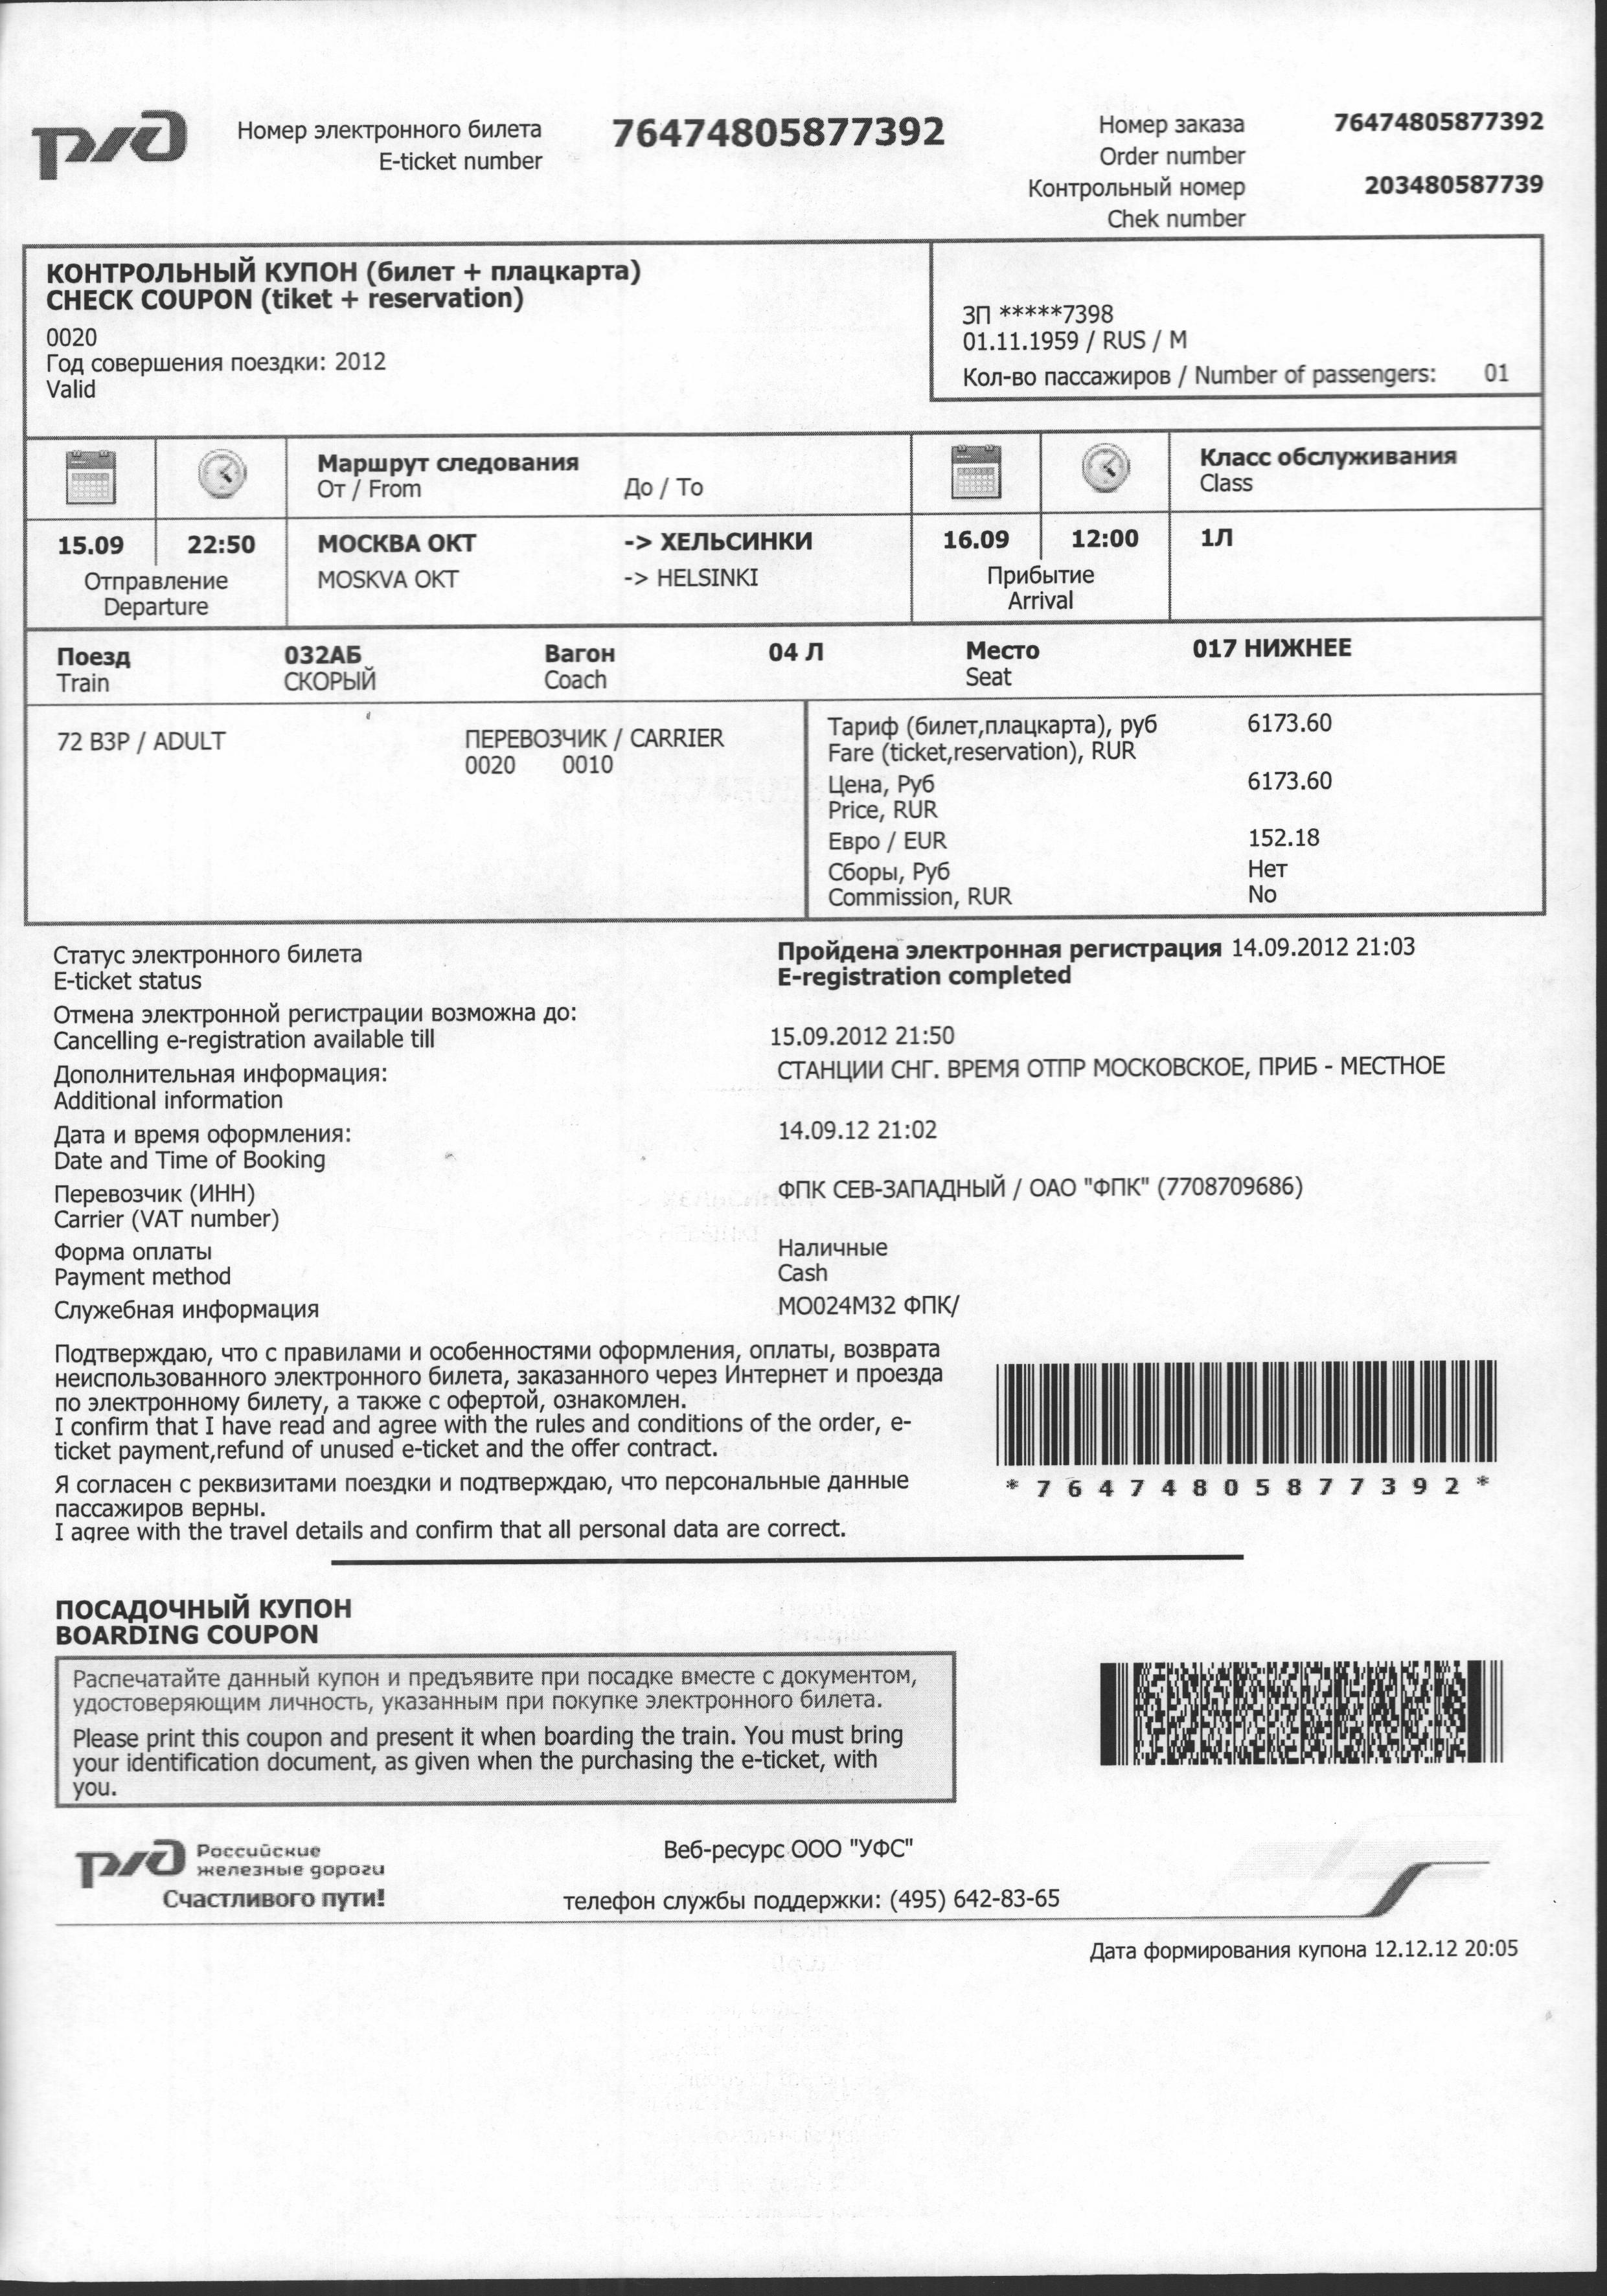 РЖД
Номер электронного билета 76474805877392 Номер заказа 76474805877392
E-ticket number Order number
Контрольный номер 203480587739
Chek number
КОНТРОЛЬНЫЙ КУПОН (билет + плацкарта)
CHECK COUPON (tiket + reservation)
0020
Год совершения поездки: 2012
Valid
ЗП *****7398
01.11.1959 / RUS / M
Кол-во пассажиров / Number of passengers: 01
Маршрут следования
От / From До / To
Класс обслуживания
Class
15.09 22:50 МОСКВА ОКТ -> ХЕЛЬСИНКИ 16.09 12:00 1Л
Отправление MOSKVA OKT -> HELSINKI Прибытие
Departure Arrival
Поезд 032АБ Вагон 04 Л Место 017 НИЖНЕЕ
Train СКОРЫЙ Coach Seat
72 ВЗР / ADULT ПЕРЕВОЗЧИК / CARRIER
0020 0010
Тариф (билет,плацкарта), руб 6173.60
Fare (ticket,reservation), RUR
Цена, Руб 6173.60
Price, RUR
Евро / EUR 152.18
Сборы, Руб Нет
Commission, RUR No
Статус электронного билета Пройдена электронная регистрация 14.09.2012 21:03
E-ticket status E-registration completed
Отмена электронной регистрации возможна до:
Cancelling e-registration available till 15.09.2012 21:50
Дополнительная информация: СТАНЦИИ СНГ. ВРЕМЯ ОТПР МОСКОВСКОЕ, ПРИБ - МЕСТНОЕ
Additional information
Дата и время оформления: 14.09.12 21:02
Date and Time of Booking
Перевозчик (ИНН) ФПК СЕВ-ЗАПАДНЫЙ / ОАО "ФПК" (7708709686)
Carrier (VAT number)
Форма оплаты Наличные
Payment method Cash
Служебная информация МО024М32 ФПК/
Подтверждаю, что с правилами и особенностями оформления, оплаты, возврата
неиспользованного электронного билета, заказанного через Интернет и проезда
по электронному билету, а также с офертой, ознакомлен.
I confirm that I have read and agree with the rules and conditions of the order, e-
ticket payment,refund of unused e-ticket and the offer contract.
Я согласен с реквизитами поездки и подтверждаю, что персональные данные
пассажиров верны.
I agree with the travel details and confirm that all personal data are correct.
*76474805877392*
ПОСАДОЧНЫЙ КУПОН
BOARDING COUPON
Распечатайте данный купон и предъявите при посадке вместе с документом,
удостоверяющим личность, указанным при покупке электронного билета.
Please print this coupon and present it when boarding the train. You must bring
your identification document, as given when the purchasing the e-ticket, with
you.
РЖД Российские
железные дороги
Счастливого пути!
Веб-ресурс ООО "УФС"
телефон службы поддержки: (495) 642-83-65
Дата формирования купона 12.12.12 20:05